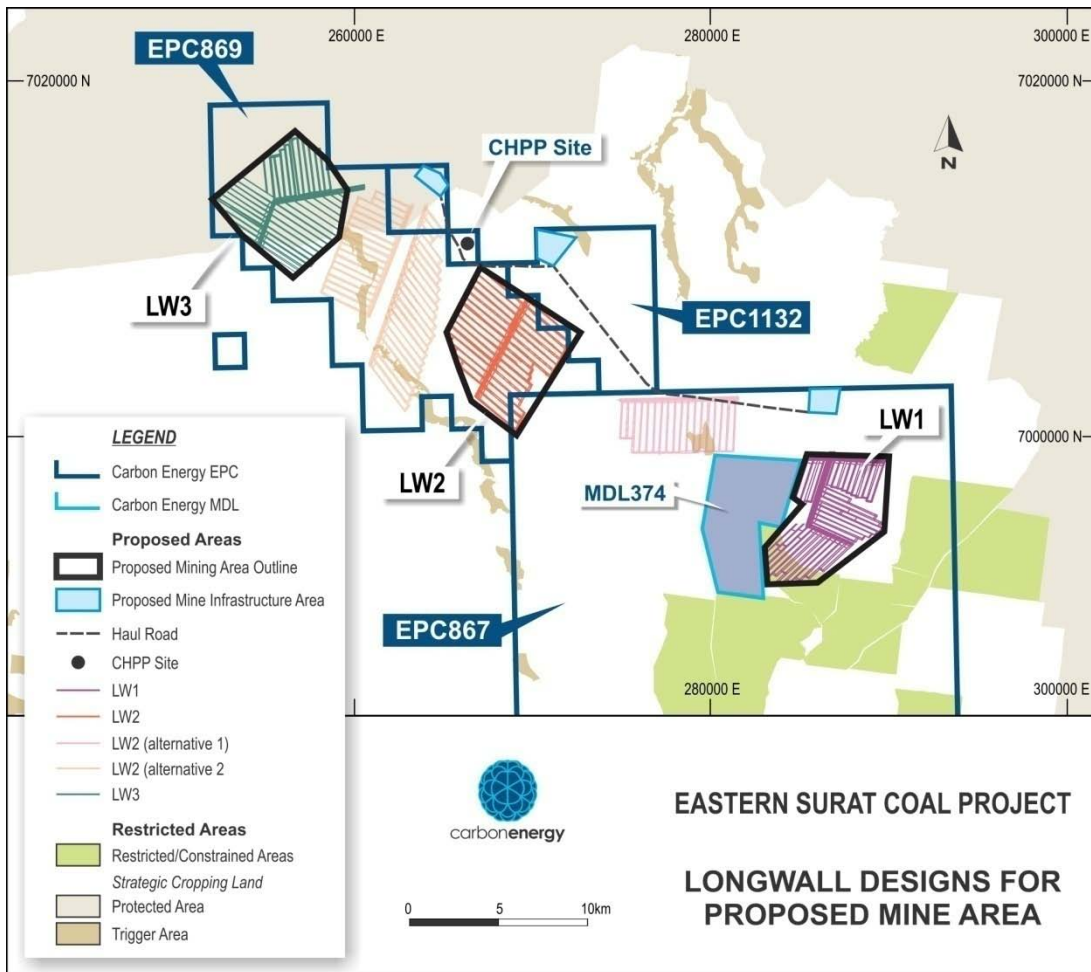 260000 E
280000 E
300000 E
EPC869
7020000 N
7020000 N
CHPP Site
N
LW3
EPC1132
LW1
7000000 N
LW2
MDL374
EPC867
280000 E
300000 E
LEGEND
Carbon Energy EPC
Carbon Energy MDL
Proposed Areas
Proposed Mining Area Outline
Proposed Mine Infrastructure Area
Haul Road
CHPP Site
LW1
LW2
LW2 (alternative 1)
LW2 (alternative 2
LW3
Restricted Areas
Restricted/Constrained Areas
Strategic Cropping Land
Protected Area
Trigger Area
carbonenergy
0 5 10km
EASTERN SURAT COAL PROJECT
LONGWALL DESIGNS FOR
PROPOSED MINE AREA